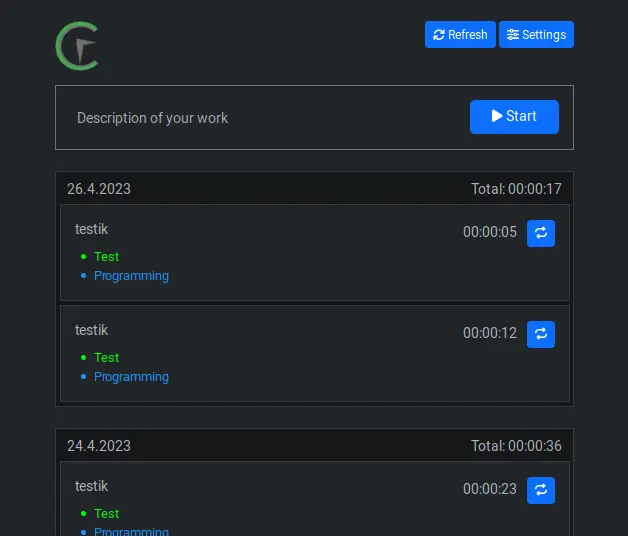 Refresh Settings
Description of your work Start
26.4.2023 Total: 00:00:17
testik 00:00:05
Test
Programming
testik 00:00:12
Test
Programming
24.4.2023 Total: 00:00:36
testik 00:00:23
Test
Programming